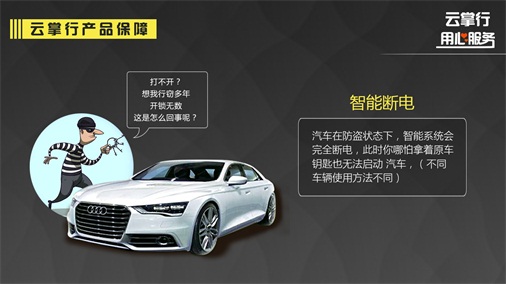 云掌行产品保障
云掌行
用心服务
打不开？
想我行窃多年
开锁无数
这是怎么回事呢？
智能断电
汽车在防盗状态下，智能系统会
完全断电，此时你哪怕拿着原车
钥匙也无法启动 汽车，（ 不同
车辆使用方法不同）